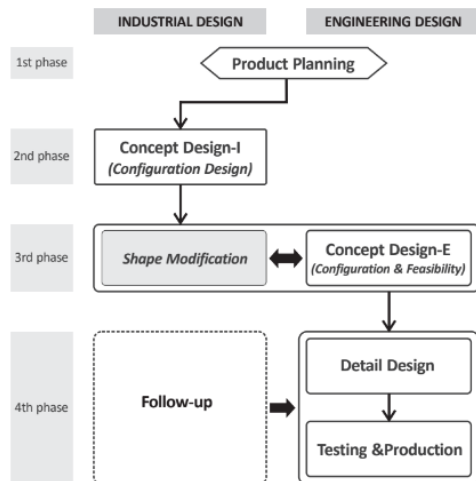 INDUSTRIAL DESIGN
ENGINEERING DESIGN
1st phase
Product Planning
2nd phase
Concept Design-I
(Configuration Design)
3rd phase
Shape Modification
Concept Design-E
(Configuration & Feasibility)
4th phase
Follow-up
Detail Design
Testing &Production